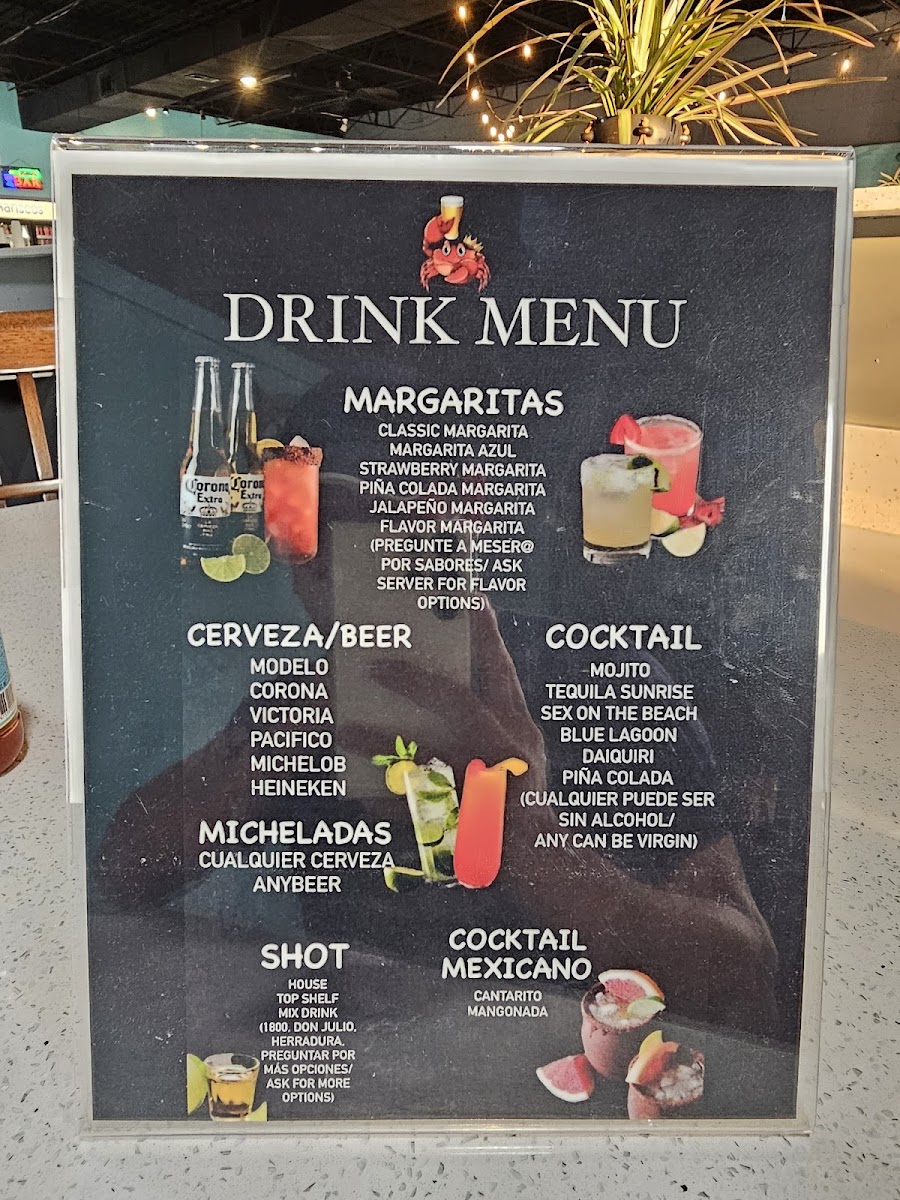 BAR
mariscos
DRINK MENU
MARGARITAS
CLASSIC MARGARITA
MARGARITA AZUL
STRAWBERRY MARGARITA
PIÑA COLADA MARGARITA
JALAPEÑO MARGARITA
FLAVOR MARGARITA
(PREGUNTE A MESER@
POR SABORES/ ASK
SERVER FOR FLAVOR
OPTIONS)
Corona
Extra
Corona
Extra
CERVEZA/BEER
MODELO
CORONA
VICTORIA
PACIFICO
MICHELOB
HEINEKEN
MICHELADAS
CUALQUIER CERVEZA
ANYBEER
COCKTAIL
MOJITO
TEQUILA SUNRISE
SEX ON THE BEACH
BLUE LAGOON
DAIQUIRI
PIÑA COLADA
(CUALQUIER PUEDE SER
SIN ALCOHOL/
ANY CAN BE VIRGIN)
SHOT
HOUSE
TOP SHELF
MIX DRINK
(1800, DON JULIO,
HERRADURA,
PREGUNTAR POR
MÁS OPCIONES/
ASK FOR MORE
OPTIONS)
COCKTAIL
MEXICANO
CANTARITO
MANGONADA